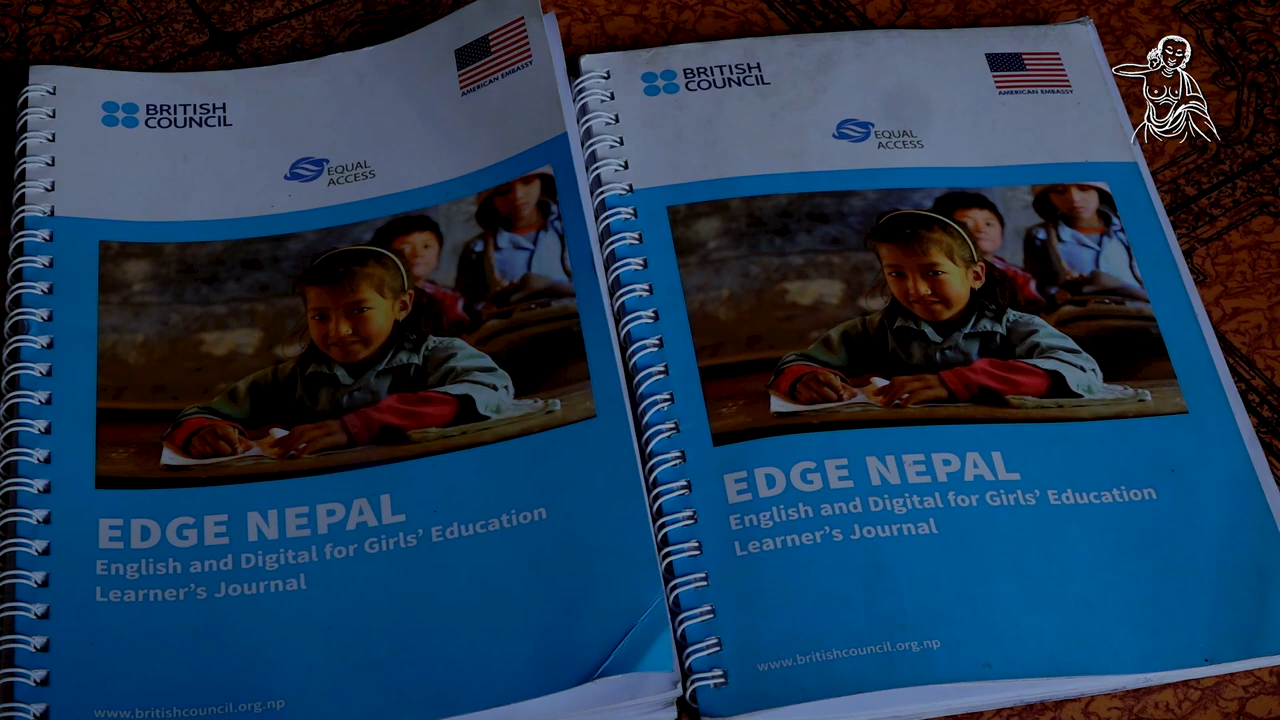 BRITISH
COUNCIL
AMERICAN EMBASSY
EQUAL
ACCESS
EDGE NEPAL
English and Digital for Girls' Education
Learner's Journal
www.britishcouncil.org.np
BRITISH
COUNCIL
AMERICAN EMBASSY
EQUAL
ACCESS
EDGE NEPAL
English and Digital for Girls' Education
Learner's Journal
www.britishcouncil.org.np